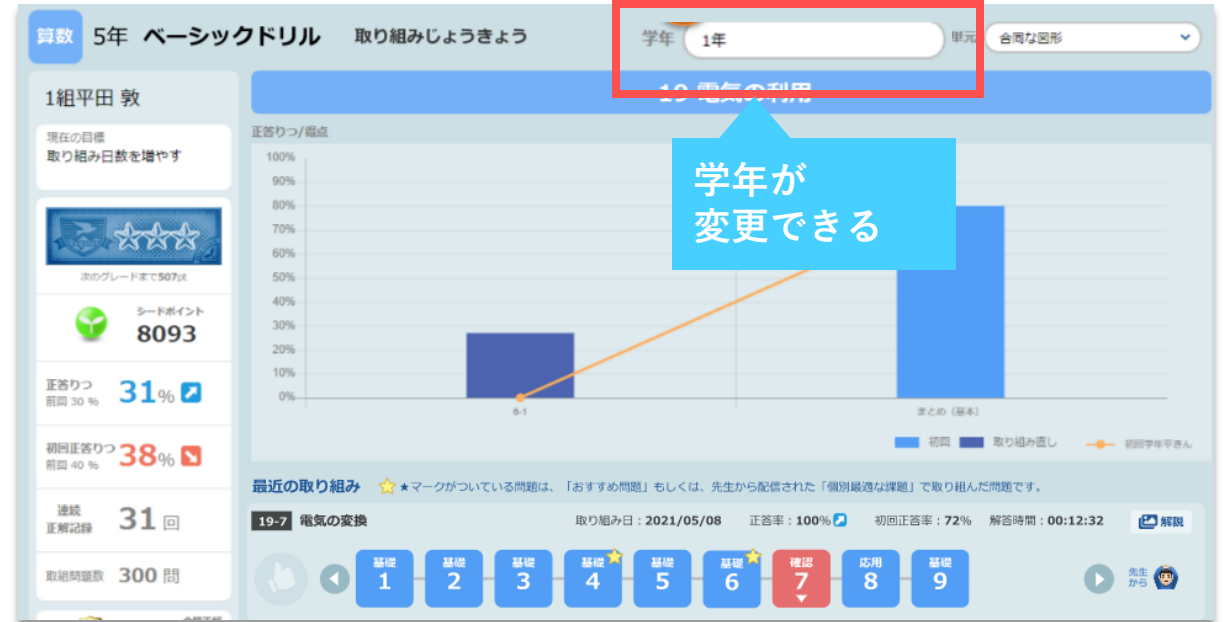 算数 5年 ベーシックドリル 取り組みじょうきょう 学年 1年 単元 合同な図形
1組平田 敦
19 電気の利用
現在の目標
取り組み日数を増やす
正答りつ/得点
100%
90%
80%
70%
60%
50%
40%
30%
20%
10%
0%
6-1
まとめ (基本)
学年が
変更できる
初回 取り組み直し 初回学年平きん
次のグレードまで507pt
シードポイント
8093
正答りつ
前回 30 %
31%
初回正答りつ
前回 40 %
38%
連続
正解記録
31 回
取組問題数 300 問
最近の取り組み ★マークがついている問題は、「おすすめ問題」もしくは、先生から配信された「個別最適な課題」で取り組んだ問題です。
19-7 電気の変換 取り組み日：2021/05/08 正答率：100% 初回正答率：72% 解答時間：00:12:32 解説
基礎
1
基礎
2
基礎
3
基礎
4
基礎
5
基礎
6
確認
7
応用
8
基礎
9
先生
から